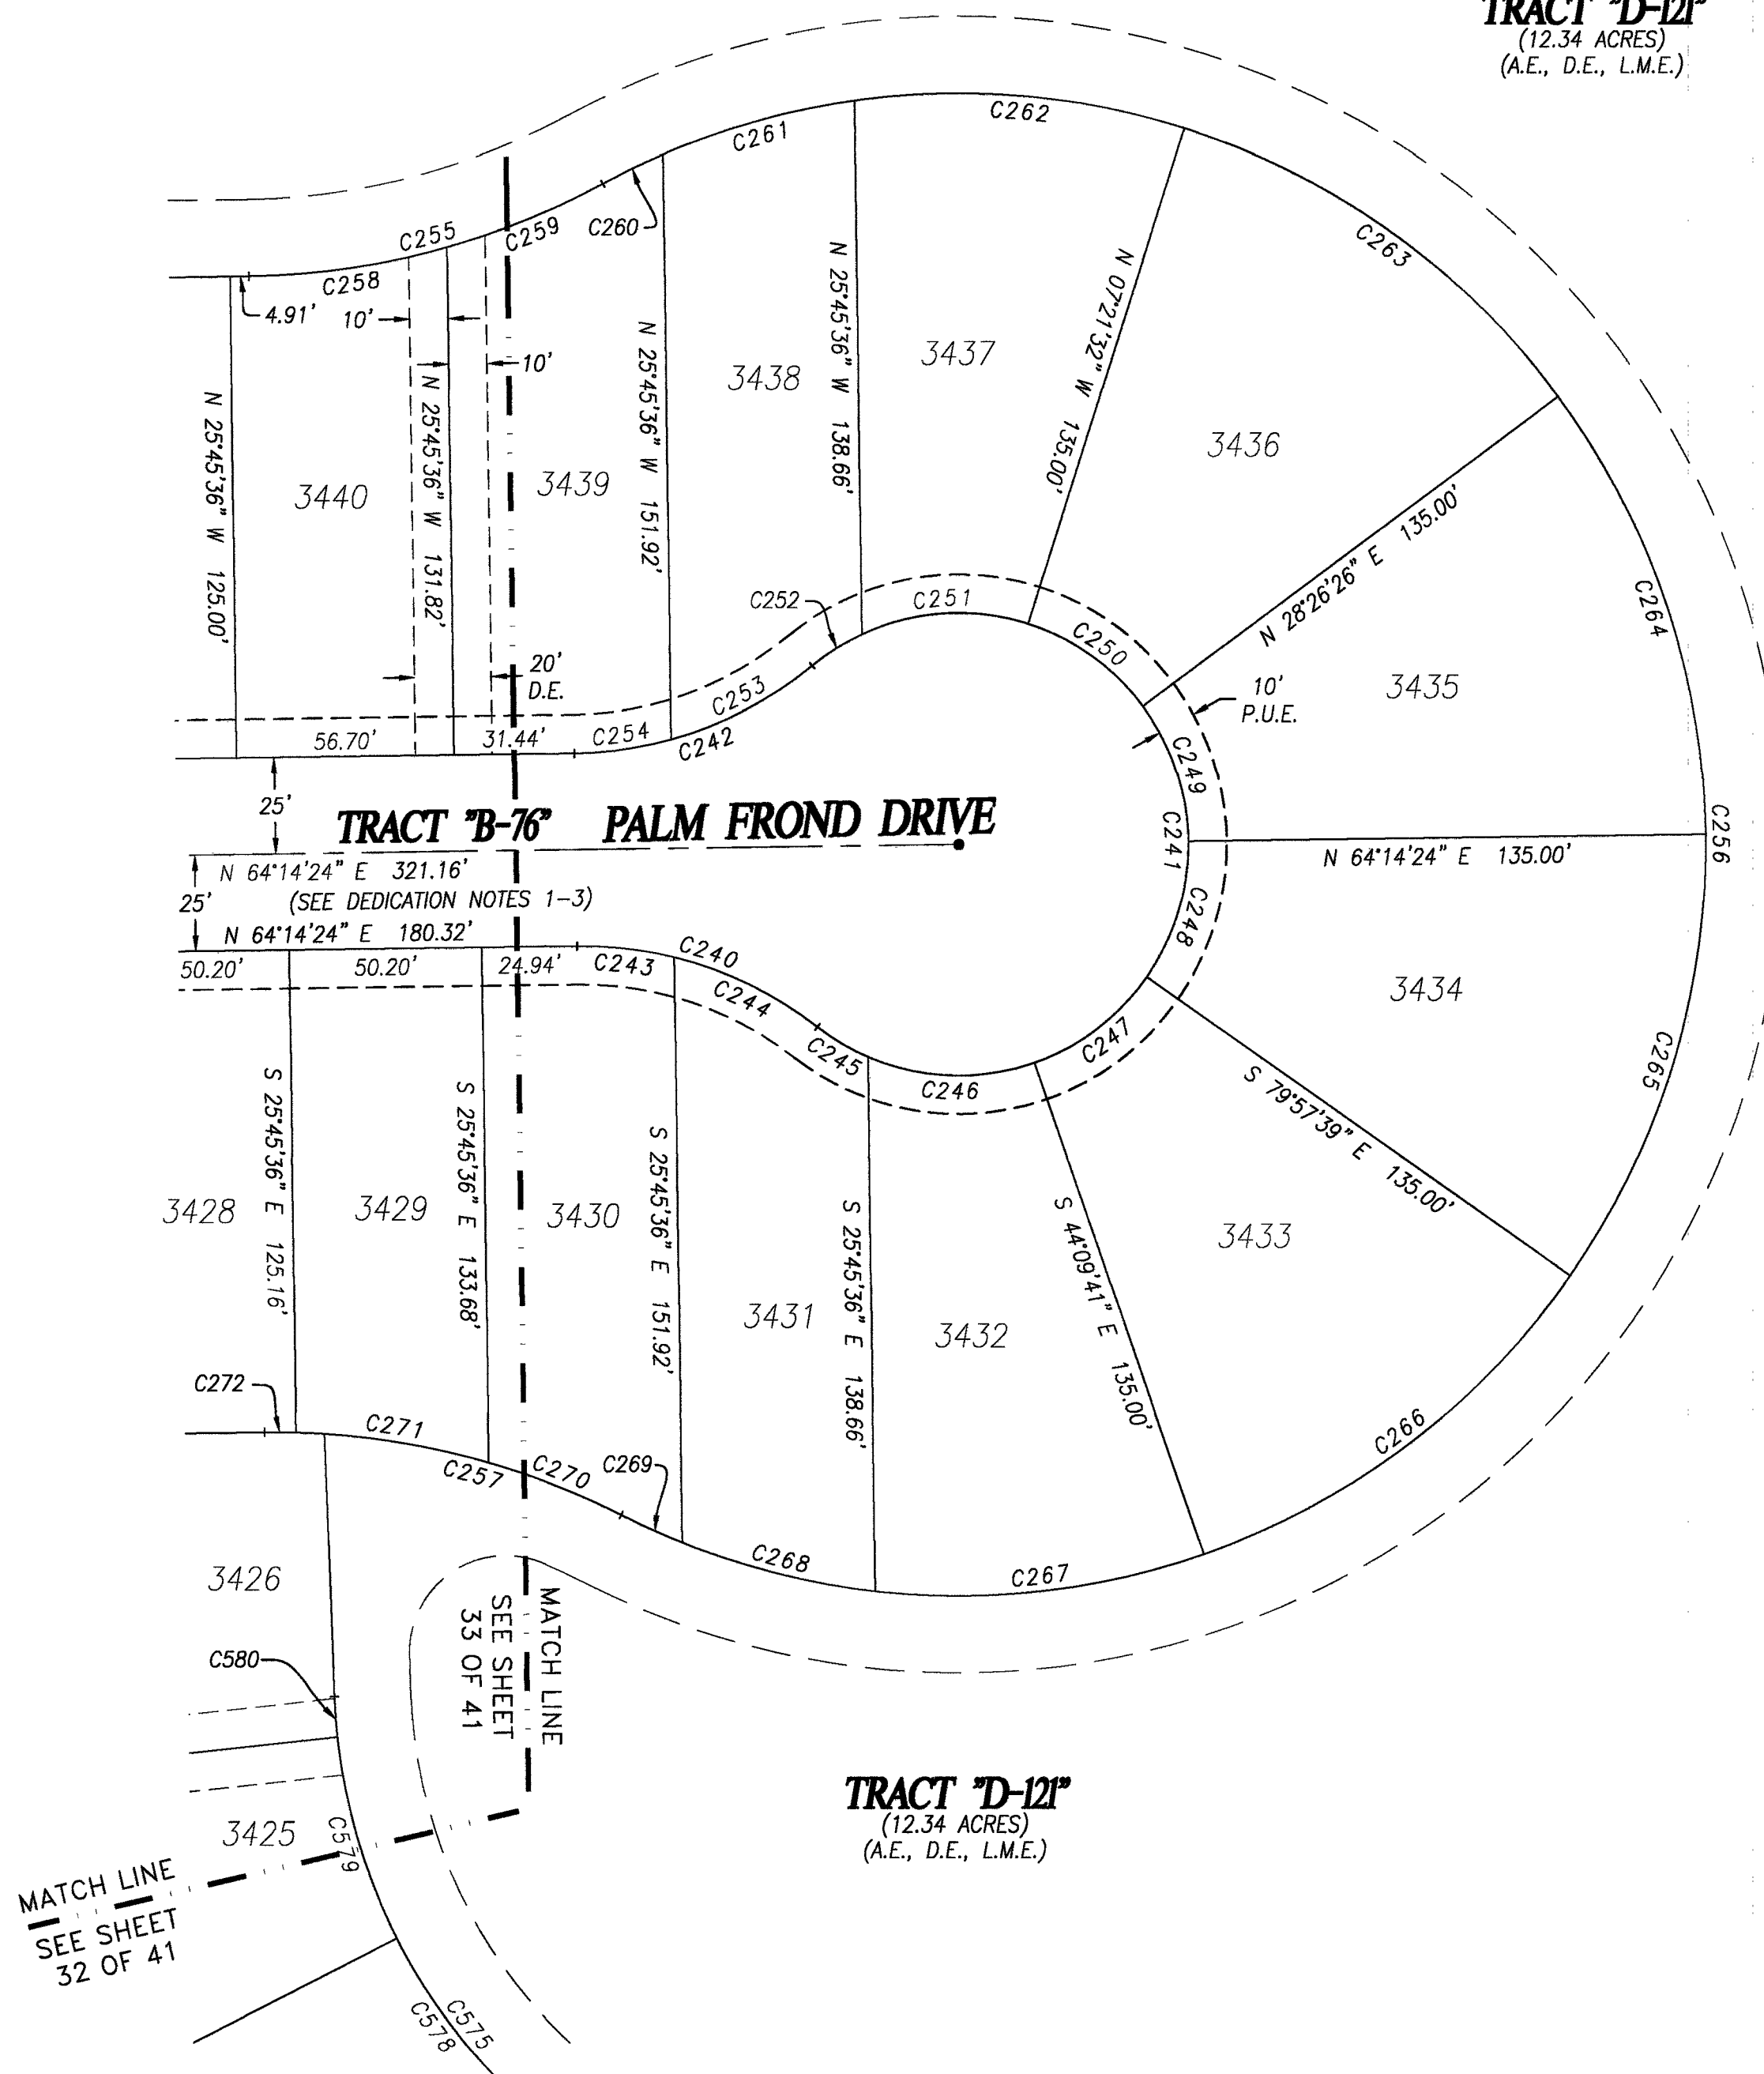 TRACT "D-121"
(12.34 ACRES)
(A.E., D.E., L.M.E.)
C262
C261
C263
C260
C259
C255
C258
4.91'
10'
10'
N 25°45'36" W 125.00'
3440
N 25°45'36" W 131.82'
3439
N 25°45'36" W 151.92'
3438
N 25°45'36" W 138.66'
3437
N 07°21'32" W 135.00'
3436
N 28°26'26" E 135.00'
C264
3435
C252
C251
C250
10'
P.U.E.
C249
20'
D.E.
C253
C254
C242
56.70'
31.44'
25'
TRACT "B-76" PALM FROND DRIVE
C241
C256
N 64°14'24" E 135.00'
N 64°14'24" E 321.16'
(SEE DEDICATION NOTES 1-3)
25'
N 64°14'24" E 180.32'
50.20'
50.20'
24.94'
C243
C240
C244
C245
C246
C247
C248
3434
C265
S 79°57'39" E 135.00'
3433
S 44°09'41" E 135.00'
3432
S 25°45'36" E 138.66'
3431
S 25°45'36" E 151.92'
3430
S 25°45'36" E 133.68'
3429
S 25°45'36" E 125.16'
3428
C272
C271
C257
C270
C269
C268
C267
C266
3426
MATCH LINE
SEE SHEET
33 OF 41
C580
3425
C579
MATCH LINE
SEE SHEET
32 OF 41
C575
C578
TRACT "D-121"
(12.34 ACRES)
(A.E., D.E., L.M.E.)